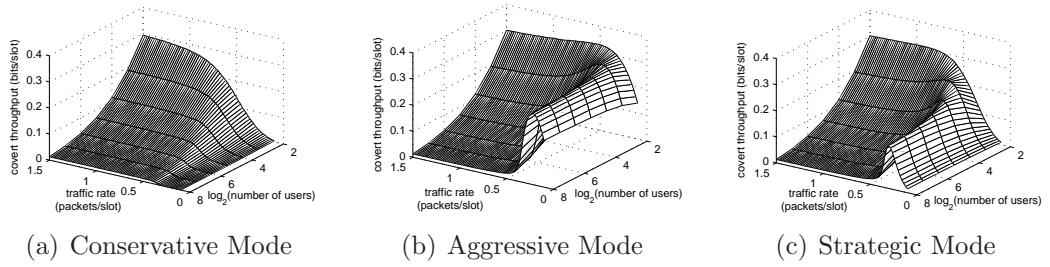 covert throughput (bits/slot)
0.4
0.3
0.2
0.1
0
1.5
1
0.5
0
traffic rate
(packets/slot)
8
6
4
2
log2(number of users)
(a) Conservative Mode
covert throughput (bits/slot)
0.4
0.3
0.2
0.1
0
1.5
1
0.5
0
traffic rate
(packets/slot)
8
6
4
2
log2(number of users)
(b) Aggressive Mode
covert throughput (bits/slot)
0.4
0.3
0.2
0.1
0
1.5
1
0.5
0
traffic rate
(packets/slot)
8
6
4
2
log2(number of users)
(c) Strategic Mode